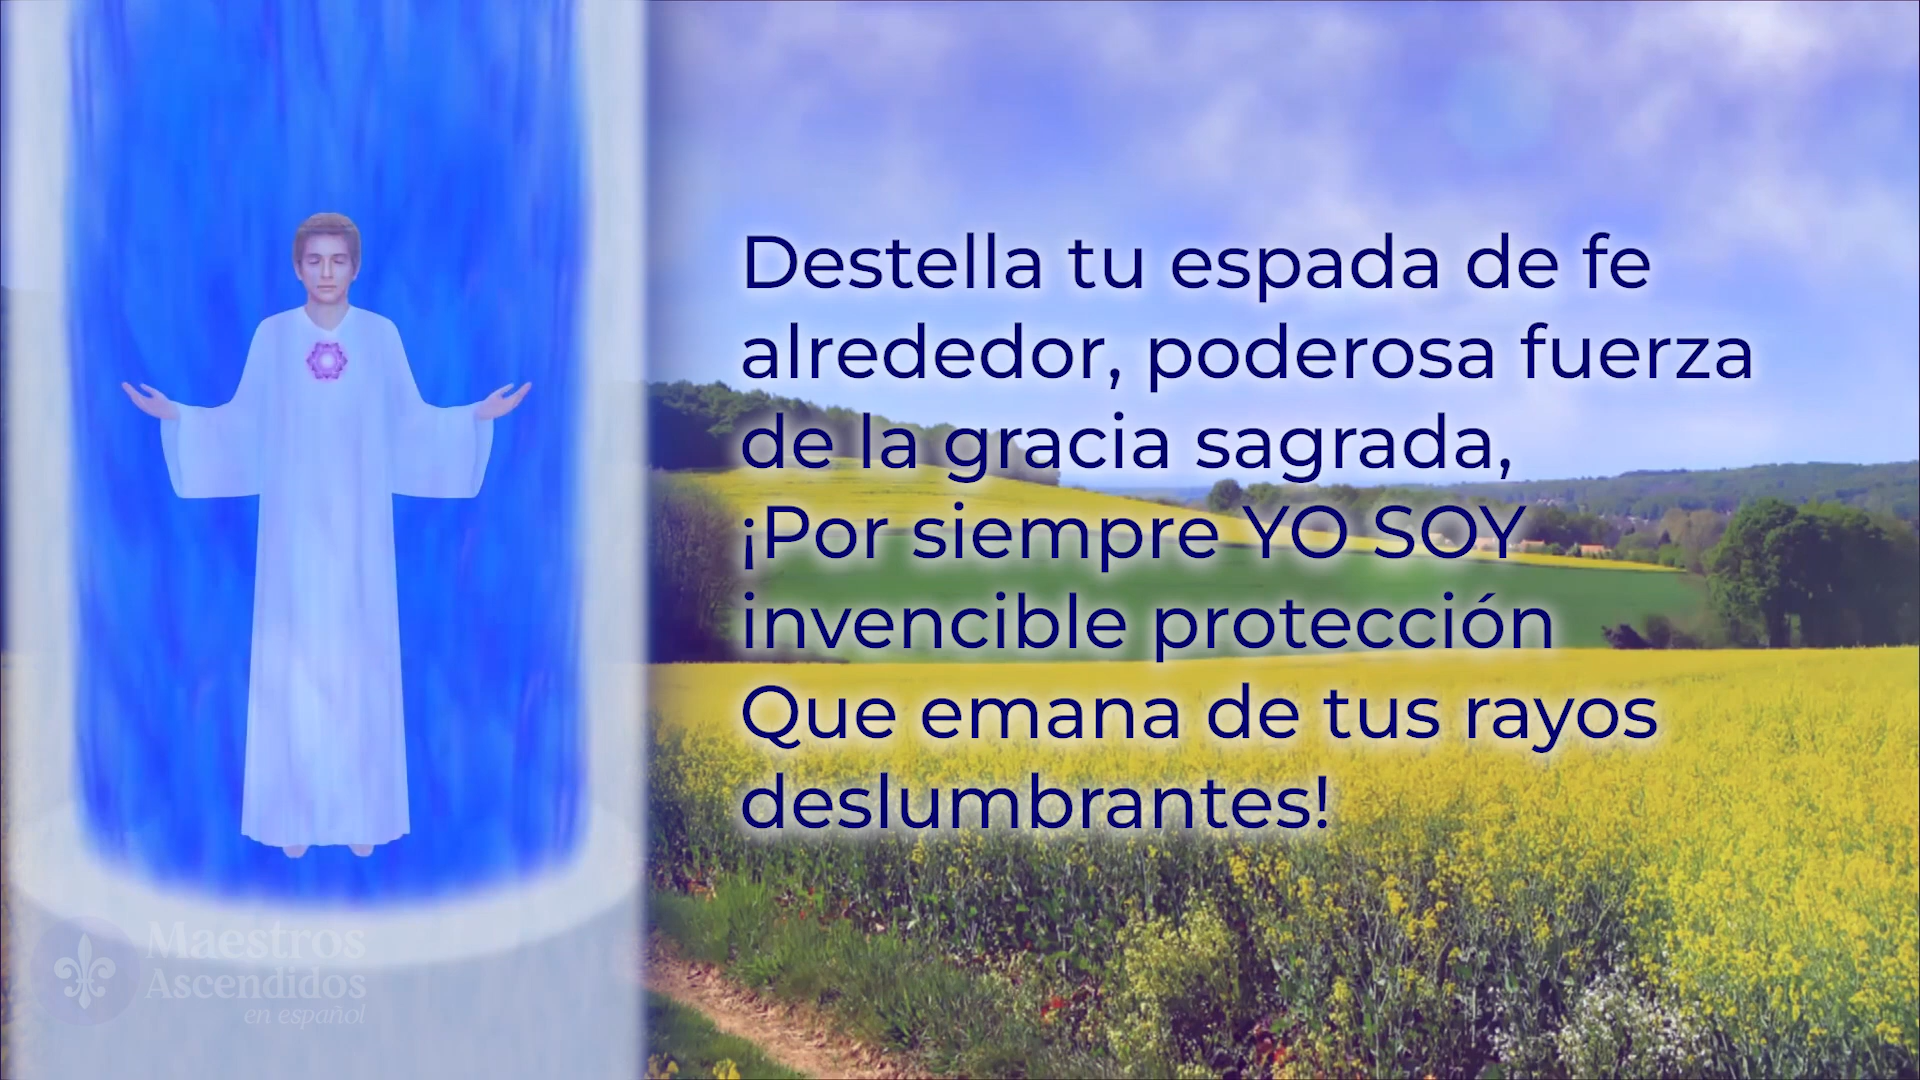 Destella tu espada de fe
alrededor, poderosa fuerza
de la gracia sagrada,
¡Por siempre YO SOY
invencible protección
Que emana de tus rayos
deslumbrantes!
Maestros
Ascendidos
en español